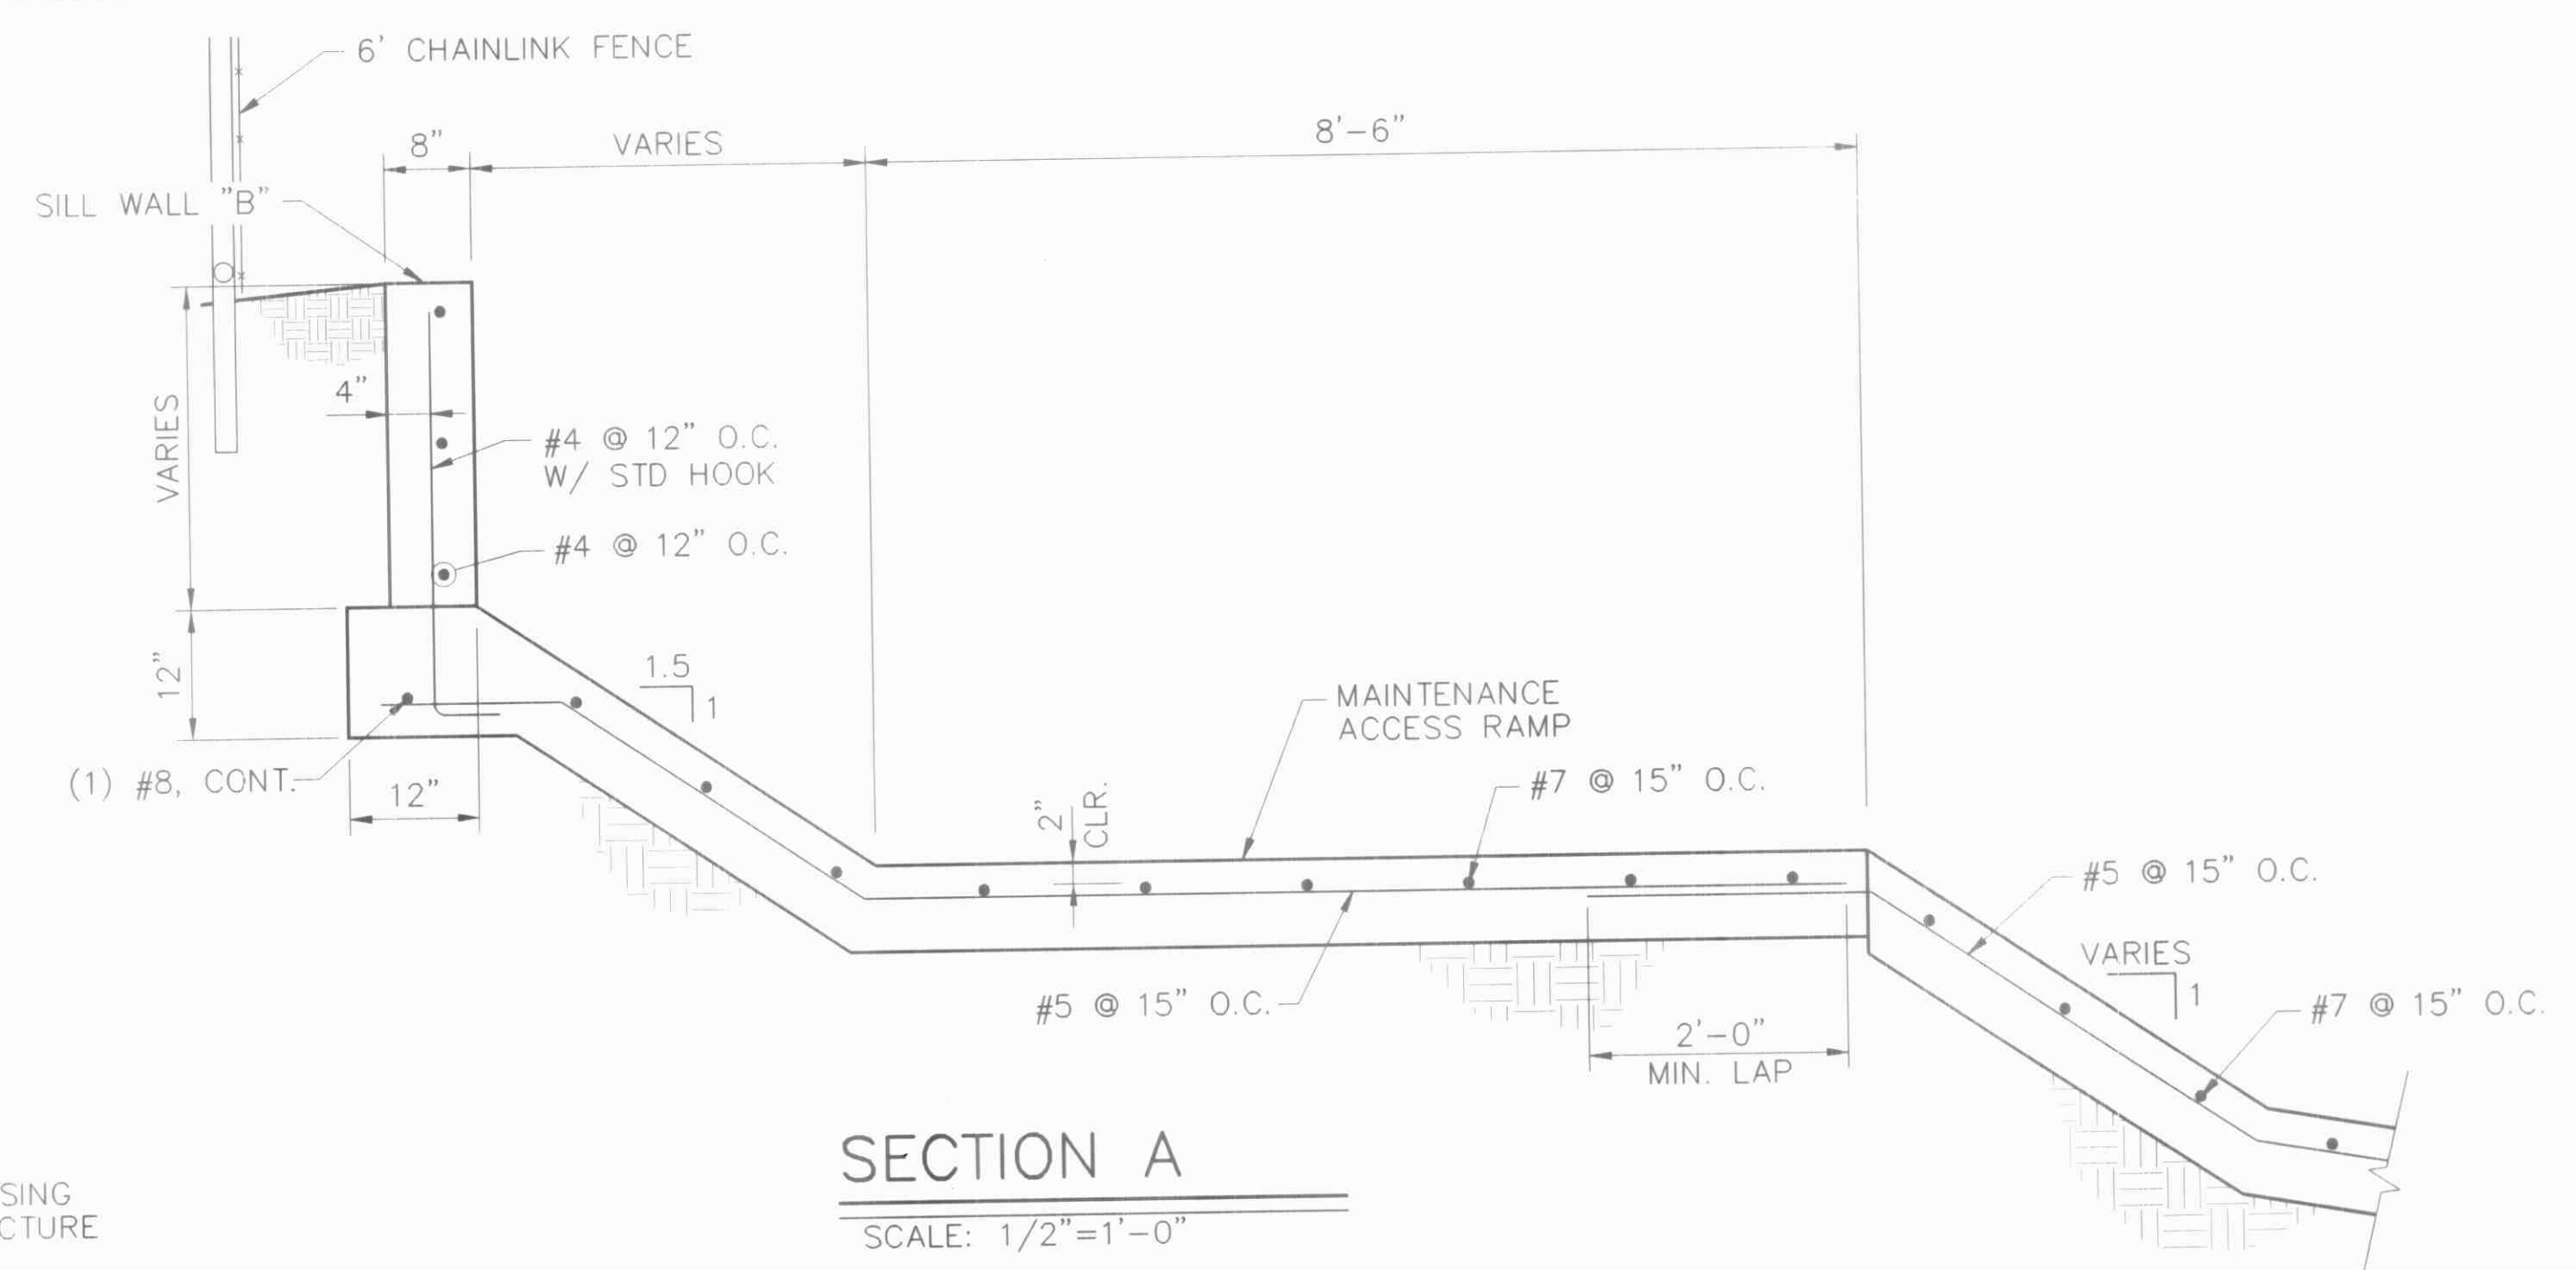 6' CHAINLINK FENCE
8"
VARIES
8'-6"
SILL WALL "B"
4"
VARIES
#4 @ 12" O.C.
W/ STD HOOK
#4 @ 12" O.C.
12"
1.5
1
(1) #8, CONT.
12"
2"
CLR.
MAINTENANCE
ACCESS RAMP
#7 @ 15" O.C.
#5 @ 15" O.C.
#5 @ 15" O.C.
VARIES
1
#7 @ 15" O.C.
2'-0"
MIN. LAP
SECTION A
SCALE: 1/2"=1'-0"
SING
CTURE